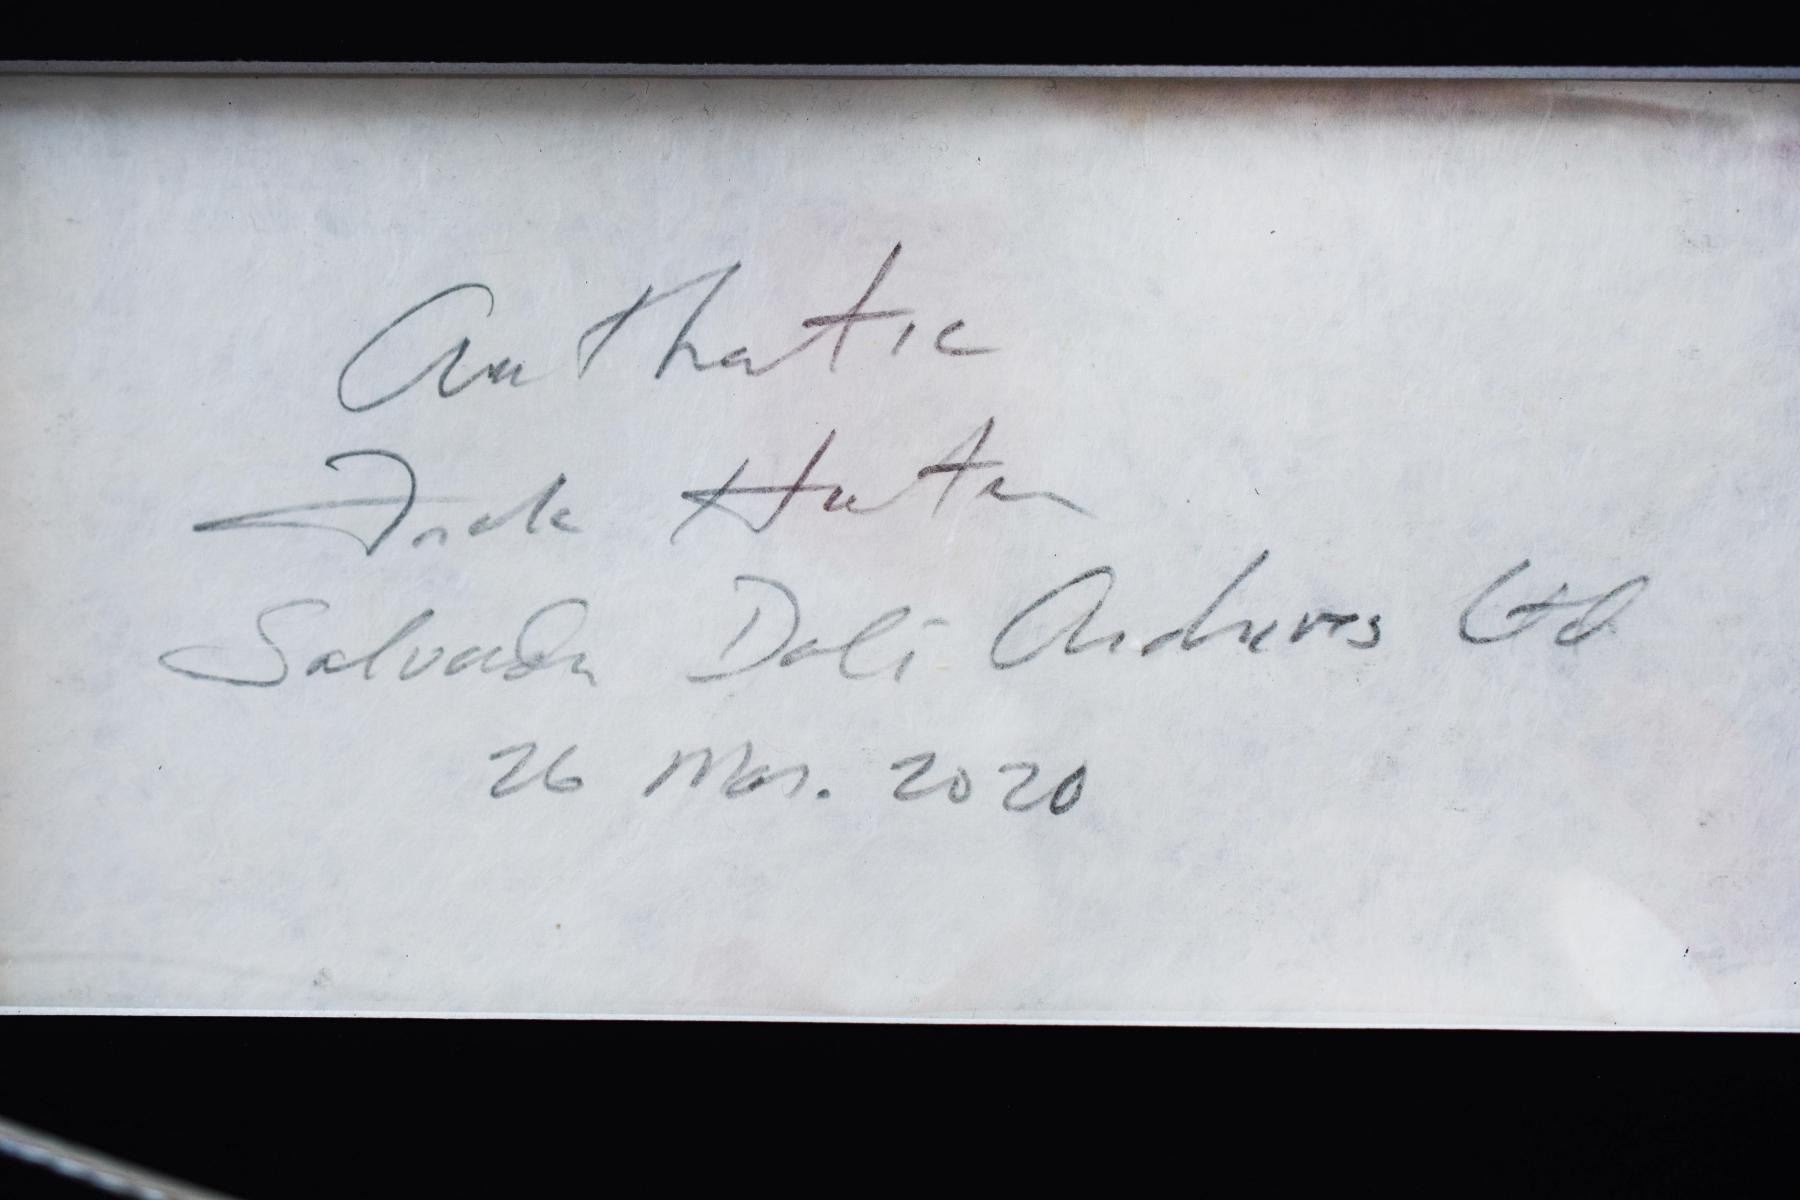 Authentic
Frank Hunter
Salvador Dali Archives Ltd
26 Mar. 2020